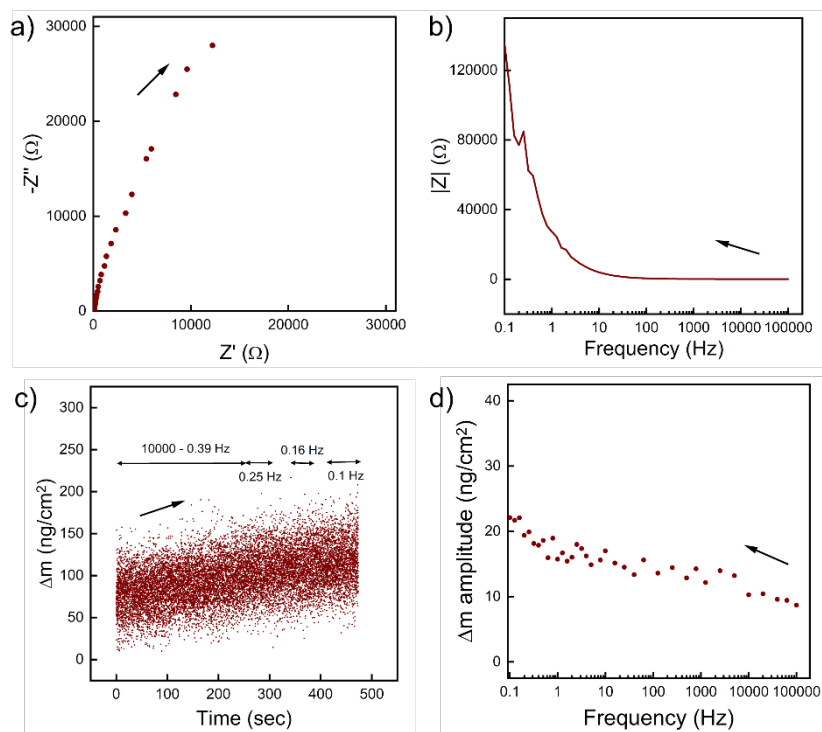 a)
-Z'' (Ω)
30000
20000
10000
0
0 10000 20000 30000
Z' (Ω)
b)
|Z| (Ω)
120000
80000
40000
0
0.1 1 10 100 1000 10000 100000
Frequency (Hz)
c)
Δm (ng/cm²)
300
250
200
150
100
50
0
10000 - 0.39 Hz
0.16 Hz
0.25 Hz
0.1 Hz
0 100 200 300 400 500
Time (sec)
d)
Δm amplitude (ng/cm²)
40
30
20
10
0
0.1 1 10 100 1000 10000 100000
Frequency (Hz)